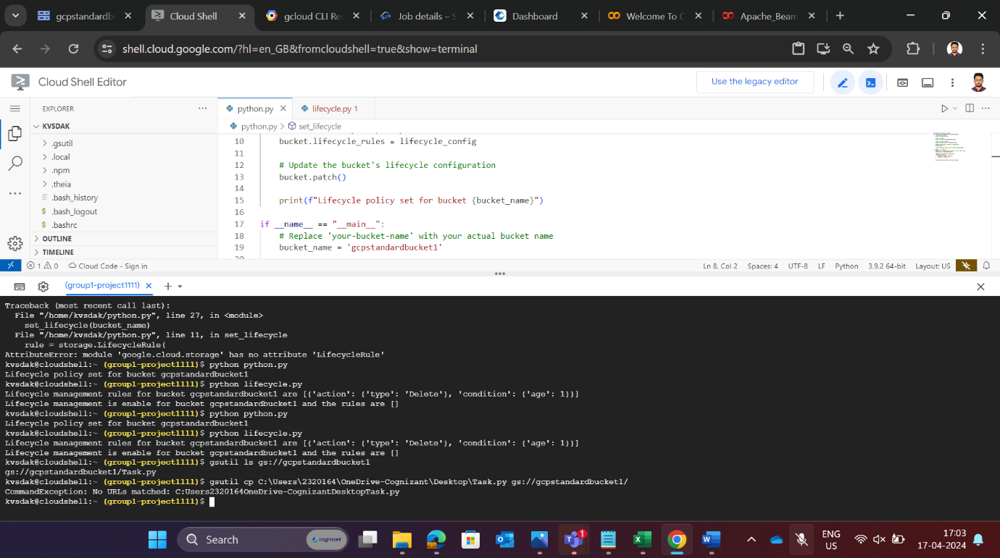 gcpstandardb
Cloud Shell
gcloud CLI Re
Job details – S
Dashboard
Welcome To C
Apache_Beam
shell.cloud.google.com/?hl=en_GB&fromcloudshell=true&show=terminal
Cloud Shell Editor
Use the legacy editor
EXPLORER
python.py
lifecycle.py 1
KVSDAK
python.py > set_lifecycle
.gsutil
.local
.npm
.theia
.bash_history
.bash_logout
.bashrc
OUTLINE
TIMELINE
10 bucket.lifecycle_rules = lifecycle_config
11
12 # Update the bucket's lifecycle configuration
13 bucket.patch()
14
15 print(f"Lifecycle policy set for bucket {bucket_name}")
16
17 if __name__ == "__main__":
18 # Replace 'your-bucket-name' with your actual bucket name
19 bucket_name = 'gcpstandardbucket1'
1 0 Cloud Code - Sign in
Ln 8, Col 2 Spaces: 4 UTF-8 LF Python 3.9.2 64-bit Layout: US
(group1-project1111)
Traceback (most recent call last):
File "/home/kvsdak/python.py", line 27, in <module>
set_lifecycle(bucket_name)
File "/home/kvsdak/python.py", line 11, in set_lifecycle
rule = storage.LifecycleRule(
AttributeError: module 'google.cloud.storage' has no attribute 'LifecycleRule'
kvsdak@cloudshell:~ (group1-project1111)$ python python.py
Lifecycle policy set for bucket gcpstandardbucket1
kvsdak@cloudshell:~ (group1-project1111)$ python lifecycle.py
Lifecycle management rules for bucket gcpstandardbucket1 are [{'action': {'type': 'Delete'}, 'condition': {'age': 1}}]
Lifecycle management is enable for bucket gcpstandardbucket1 and the rules are []
kvsdak@cloudshell:~ (group1-project1111)$ python python.py
Lifecycle policy set for bucket gcpstandardbucket1
kvsdak@cloudshell:~ (group1-project1111)$ python lifecycle.py
Lifecycle management rules for bucket gcpstandardbucket1 are [{'action': {'type': 'Delete'}, 'condition': {'age': 1}}]
Lifecycle management is enable for bucket gcpstandardbucket1 and the rules are []
kvsdak@cloudshell:~ (group1-project1111)$ gsutil ls gs://gcpstandardbucket1
gs://gcpstandardbucket1/Task.py
kvsdak@cloudshell:~ (group1-project1111)$ gsutil cp C:\Users\2320164\OneDrive-Cognizant\Desktop\Task.py gs://gcpstandardbucket1/
CommandException: No URLs matched: C:Users2320164OneDrive-CognizantDesktopTask.py
kvsdak@cloudshell:~ (group1-project1111)$
Search
cognizant
1
ENG
US
17:03
17-04-2024